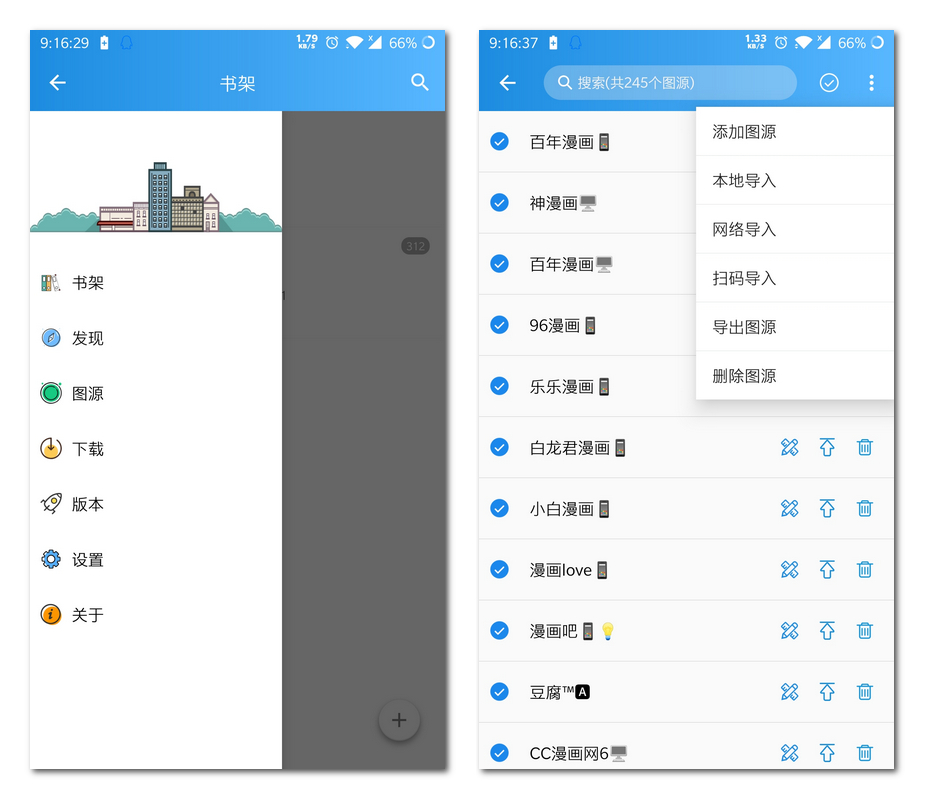 9:16:29
1.79
KB/S
X
66%
书架
312
书架
发现
图源
下载
版本
设置
关于
9:16:37
1.33
KB/S
X
66%
搜索(共245个图源)
添加图源
本地导入
网络导入
扫码导入
导出图源
删除图源
百年漫画
神漫画
百年漫画
96漫画
乐乐漫画
白龙君漫画
小白漫画
漫画love
漫画吧
豆腐™A
CC漫画网6